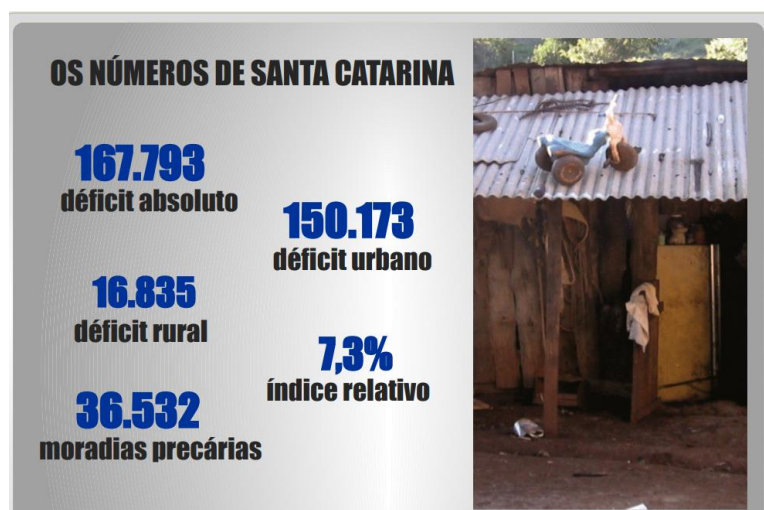 OS NÚMEROS DE SANTA CATARINA
167.793
déficit absoluto
150.173
déficit urbano
16.835
déficit rural
7,3%
índice relativo
36.532
moradias precárias